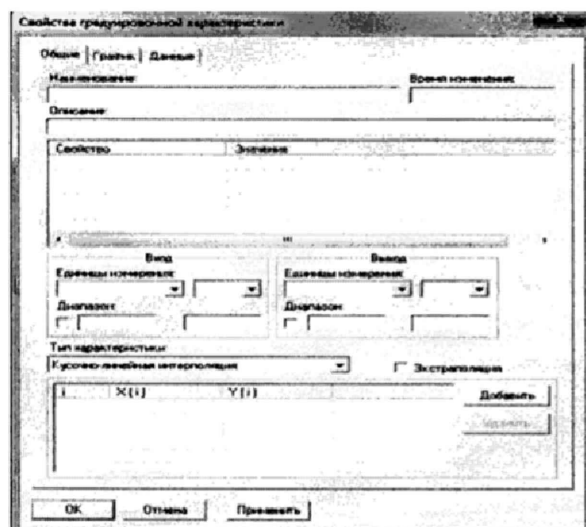 Свойства градуировочной характеристики
Общие График Данные
Наименование: Время изменения:
Описание:
Свойство Значение
Вход Выход
Единицы измерения: Единицы измерения:
Диапазон: Диапазон:
Тип характеристики:
Кусочно-линейная интерполяция Экстраполяция
i X[i] Y[i] Добавить
Удалить
OK Отмена Применить